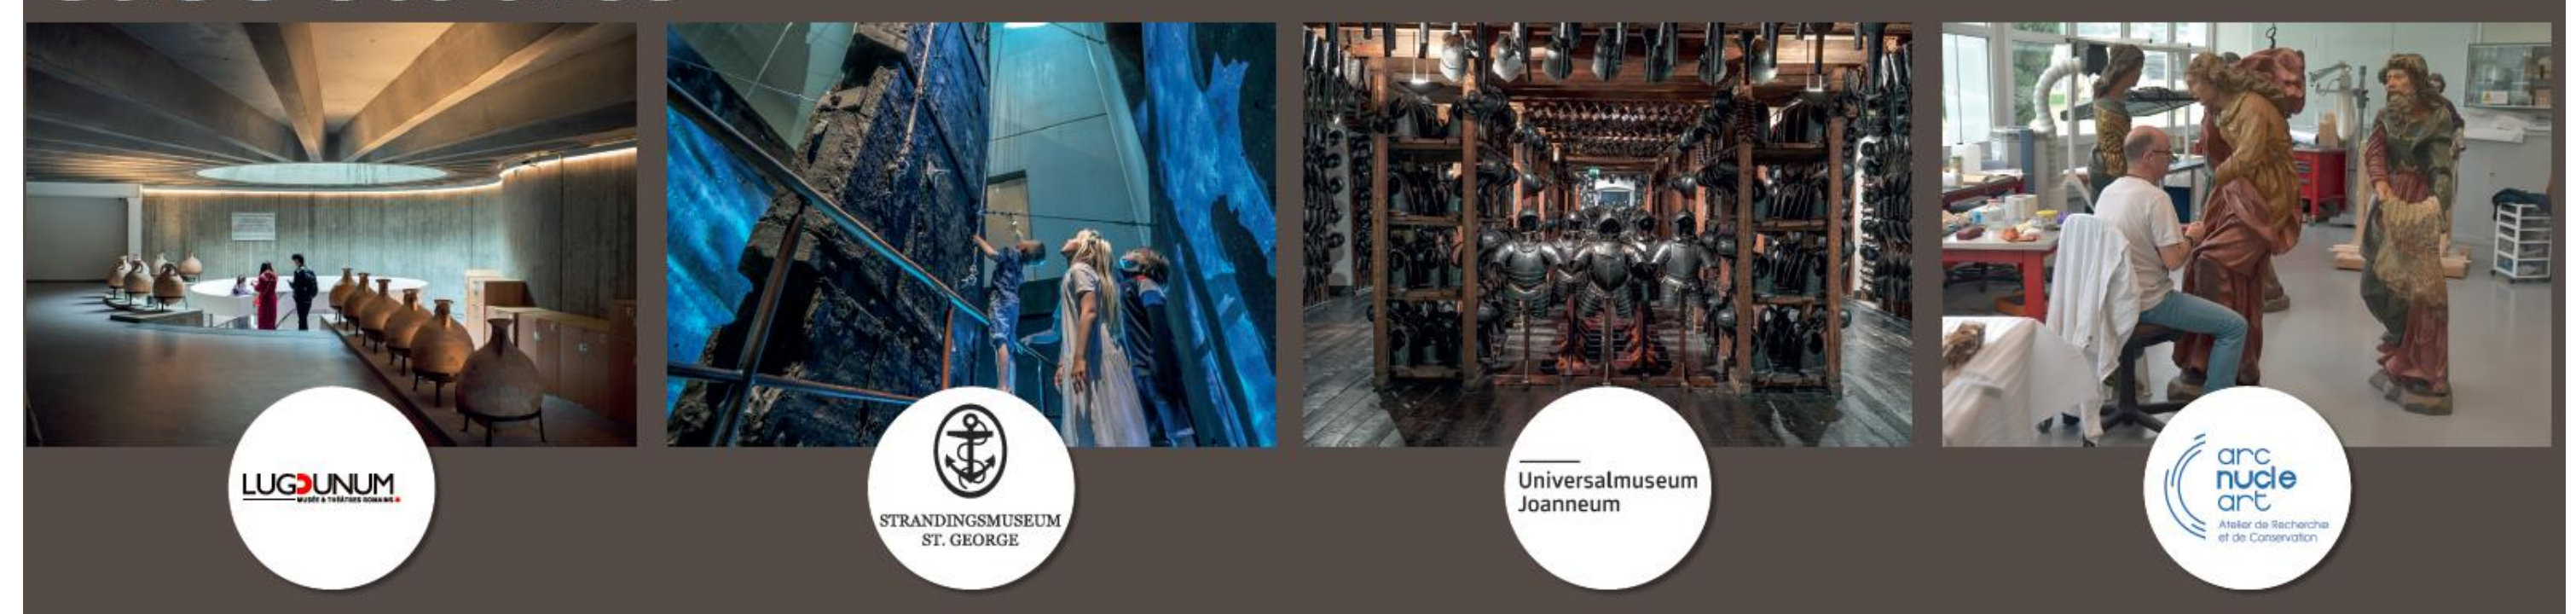 LUGDUNUM
MUSÉE & THÉÂTRES ROMAINS
STRANDINGSMUSEUM
ST. GEORGE
Universalmuseum
Joanneum
arc
nucle
art
Atelier de Recherche
et de Conservation